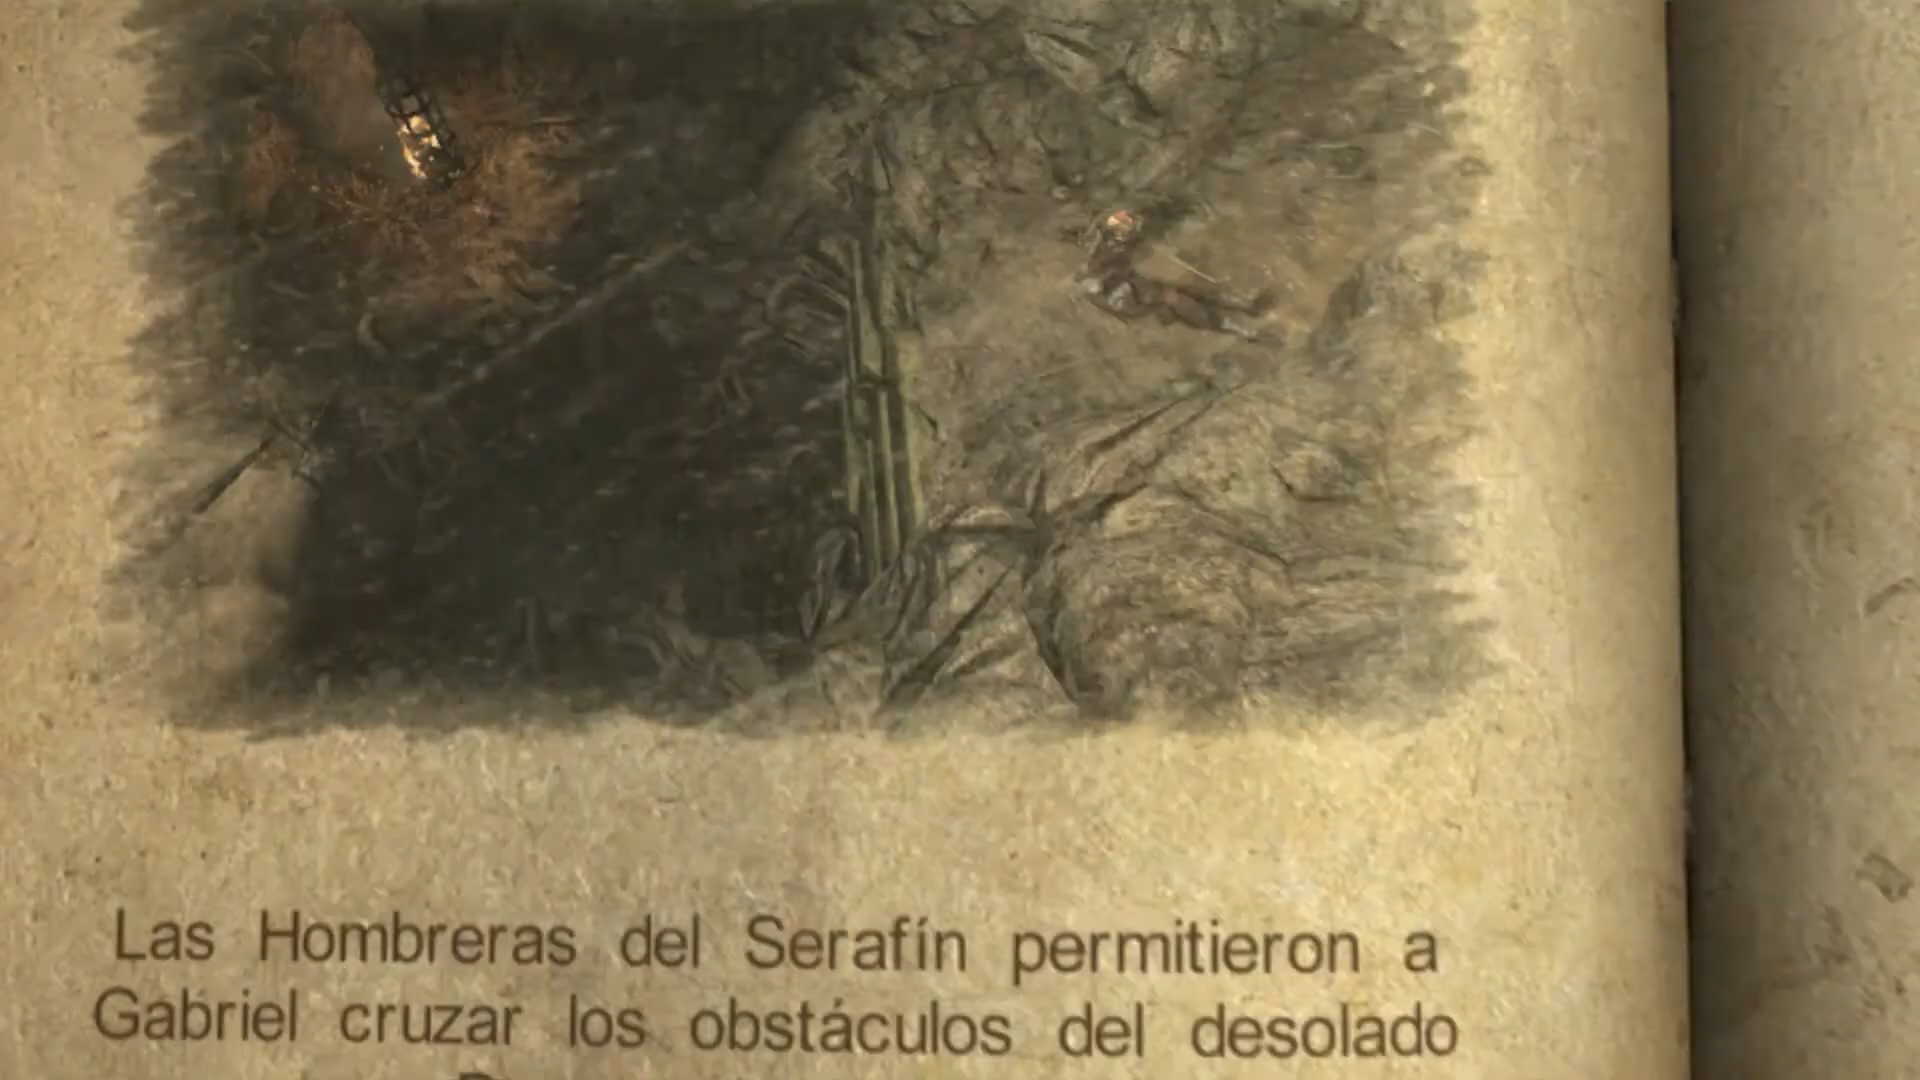 Las Hombreras del Serafín permitieron a
Gabriel cruzar los obstáculos del desolado